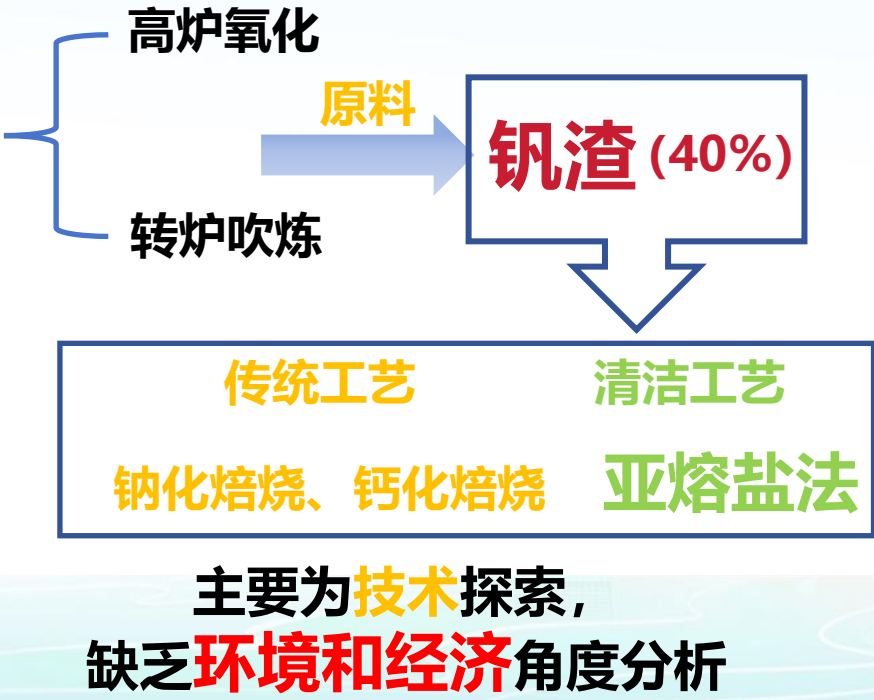 高炉氧化
原料
钒渣(40%)
转炉吹炼
传统工艺 清洁工艺
钠化焙烧、钙化焙烧 亚熔盐法
主要为技术探索，
缺乏环境和经济角度分析